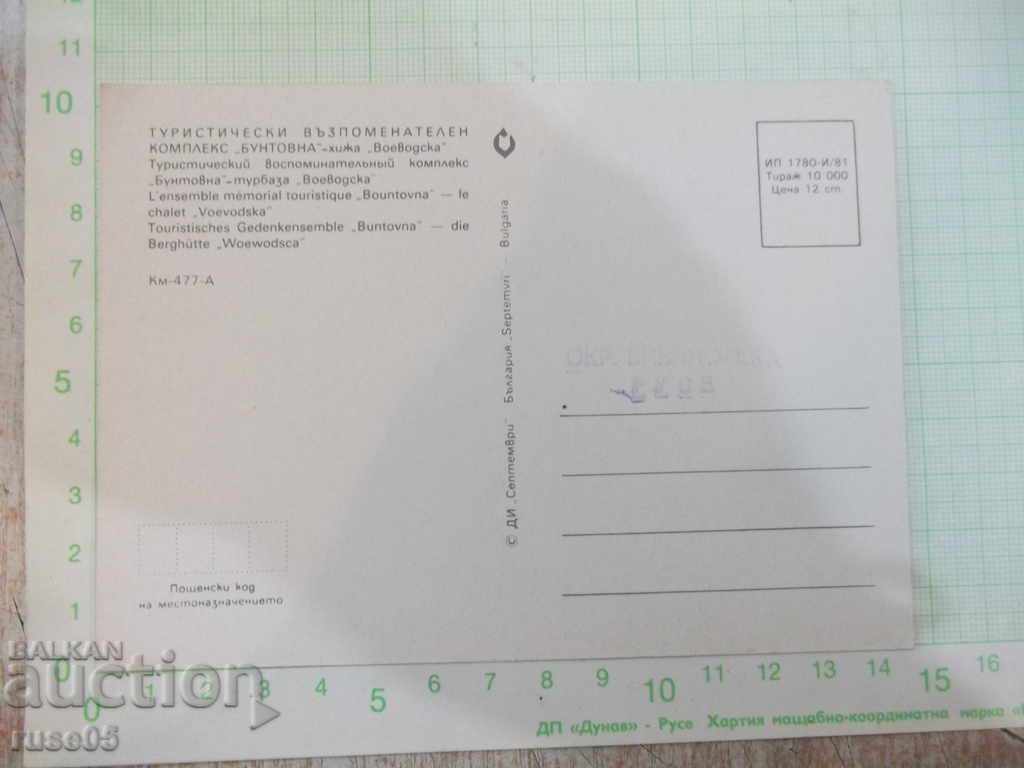 ТУРИСТИЧЕСКИ ВЪЗПОМЕНАТЕЛЕН
КОМПЛЕКС „БУНТОВНА"-хижа „Воеводска"
Туристический воспоминательный комплекс
„Бунтовна"-турбаза „Воеводска"
L'ensemble mémorial touristique „Bountovna" — le
chalet „Voevodska"
Touristisches Gedenkensemble „Buntovna" — die
Berghütte „Woewodsca"
Км-477-А
ИП 1780-И/81
Тираж 10 000
Цена 12 ст.
© ДИ „Септември" България „Septemvri" - Bulgaria
ОКР.
Пощенски код
на местоназначението
11
10
9
8
7
6
5
4
3
2
1
0
0 1 2 3 4 5 6 7 8 9 10 11 12 13 14 15 16
ДП «Дунав» - Русе Хартия мащабно-координатна марка
BALKAN
auction
ruse05